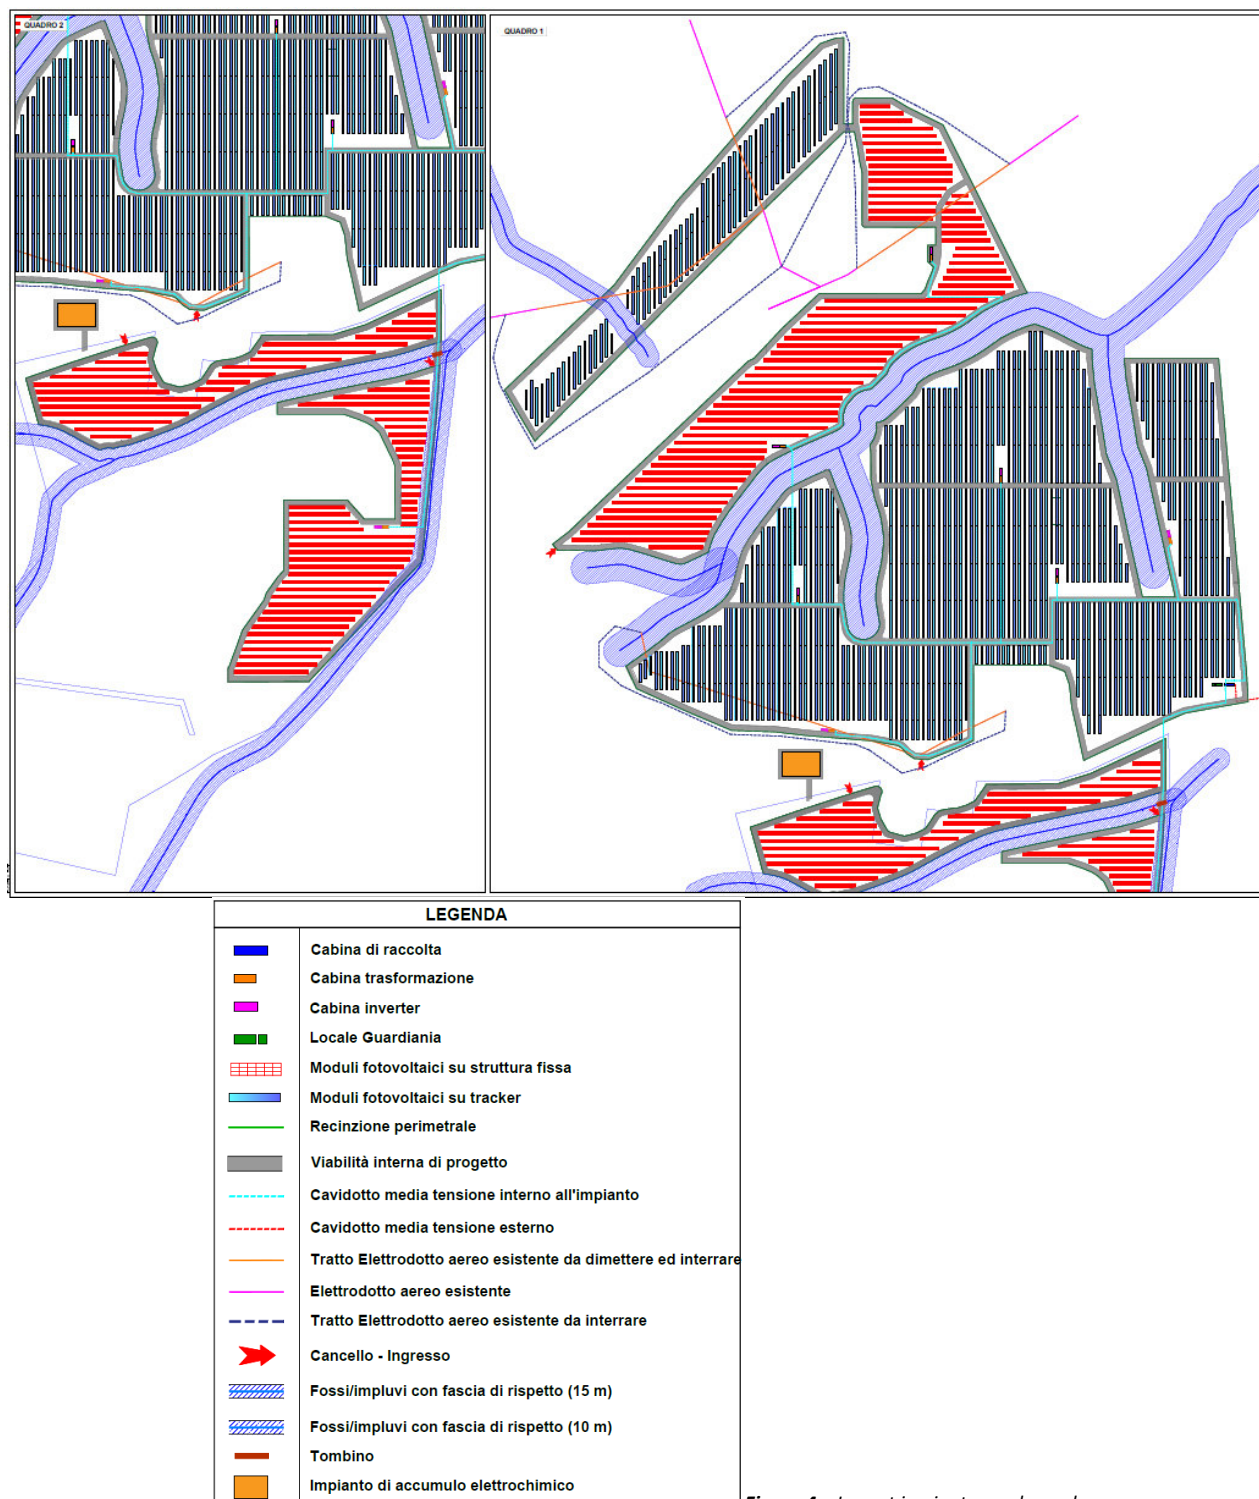 QUADRO 2
QUADRO 1
LEGENDA
Cabina di raccolta
Cabina trasformazione
Cabina inverter
Locale Guardiania
Moduli fotovoltaici su struttura fissa
Moduli fotovoltaici su tracker
Recinzione perimetrale
Viabilità interna di progetto
Cavidotto media tensione interno all'impianto
Cavidotto media tensione esterno
Tratto Elettrodotto aereo esistente da dimettere ed interrare
Elettrodotto aereo esistente
Tratto Elettrodotto aereo esistente da interrare
Cancello - Ingresso
Fossi/impluvi con fascia di rispetto (15 m)
Fossi/impluvi con fascia di rispetto (10 m)
Tombino
Impianto di accumulo elettrochimico